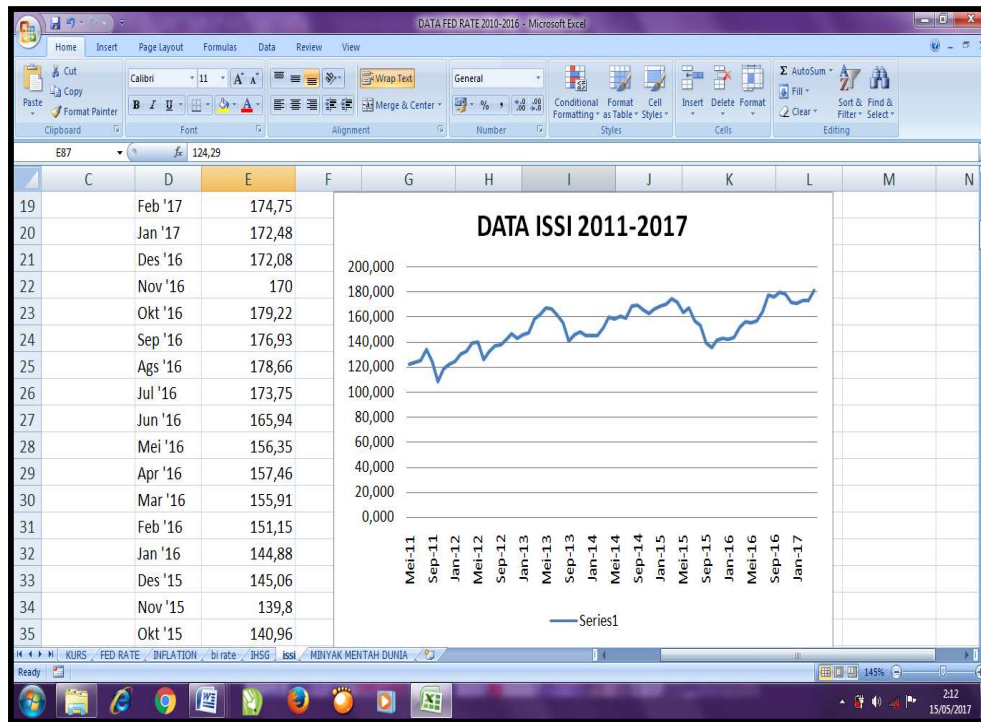 DATA FED RATE 2010-2016 - Microsoft Excel
Home Insert Page Layout Formulas Data Review View
Cut
Copy
Format Painter
Paste
Clipboard
Calibri 11
Font
Wrap Text
Merge & Center
Alignment
General
Number
Conditional Formatting
Format as Table
Cell Styles
Styles
Insert Delete Format
Cells
Σ AutoSum
Fill
Clear
Sort & Filter
Find & Select
Editing
E87 fx 124,29
C D E F G H I J K L M N
19 Feb '17 174,75
20 Jan '17 172,48
21 Des '16 172,08
22 Nov '16 170
23 Okt '16 179,22
24 Sep '16 176,93
25 Ags '16 178,66
26 Jul '16 173,75
27 Jun '16 165,94
28 Mei '16 156,35
29 Apr '16 157,46
30 Mar '16 155,91
31 Feb '16 151,15
32 Jan '16 144,88
33 Des '15 145,06
34 Nov '15 139,8
35 Okt '15 140,96
DATA ISSI 2011-2017
200,000
180,000
160,000
140,000
120,000
100,000
80,000
60,000
40,000
20,000
0,000
Mei-11
Sep-11
Jan-12
Mei-12
Sep-12
Jan-13
Mei-13
Sep-13
Jan-14
Mei-14
Sep-14
Jan-15
Mei-15
Sep-15
Jan-16
Mei-16
Sep-16
Jan-17
Series1
KURS FED RATE INFLATION bi rate IHSG issi MINYAK MENTAH DUNIA
Ready 145%
2:12
15/05/2017